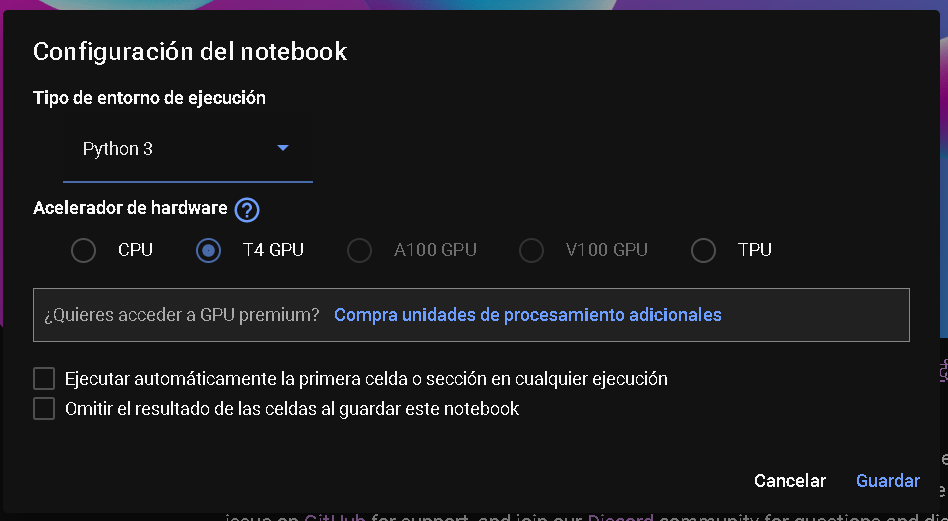 Configuración del notebook
Tipo de entorno de ejecución
Python 3
Acelerador de hardware ?
CPU T4 GPU A100 GPU V100 GPU TPU
¿Quieres acceder a GPU premium? Compra unidades de procesamiento adicionales
Ejecutar automáticamente la primera celda o sección en cualquier ejecución
Omitir el resultado de las celdas al guardar este notebook
Cancelar Guardar
issue on GitHub for support, and join our Discord community for questions and